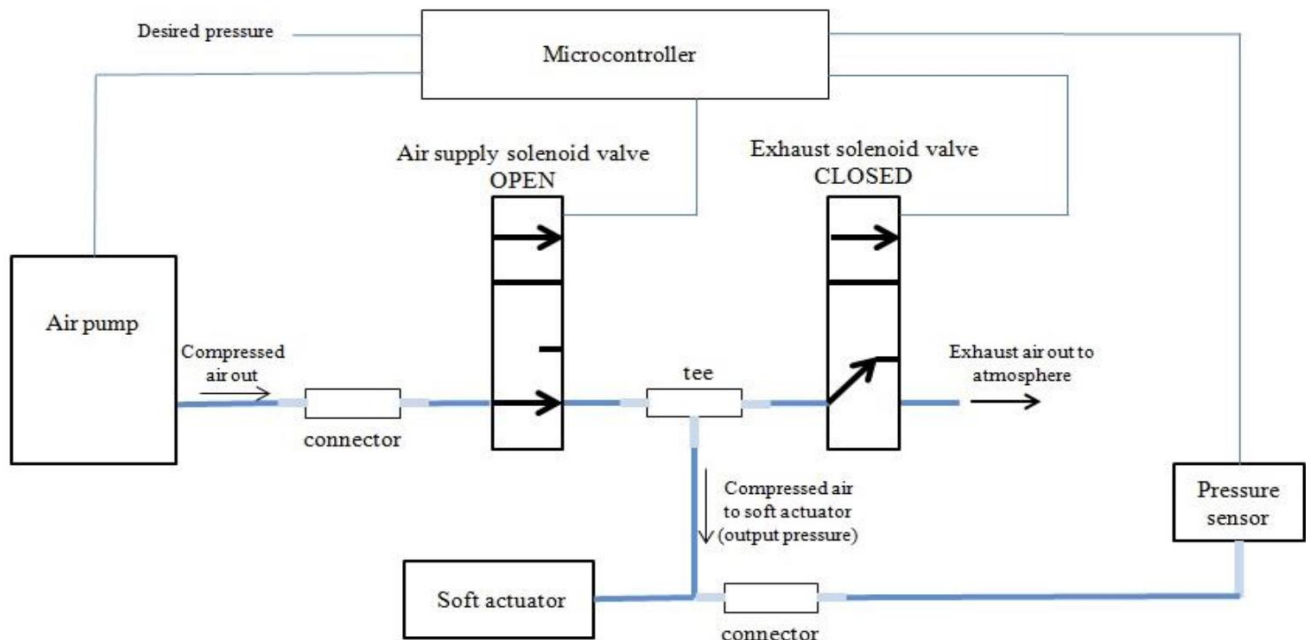 Desired pressure
Microcontroller
Air supply solenoid valve
OPEN
Exhaust solenoid valve
CLOSED
Air pump
Compressed
air out
connector
tee
Exhaust air out to
atmosphere
Compressed air
to soft actuator
(output pressure)
Pressure
sensor
Soft actuator
connector